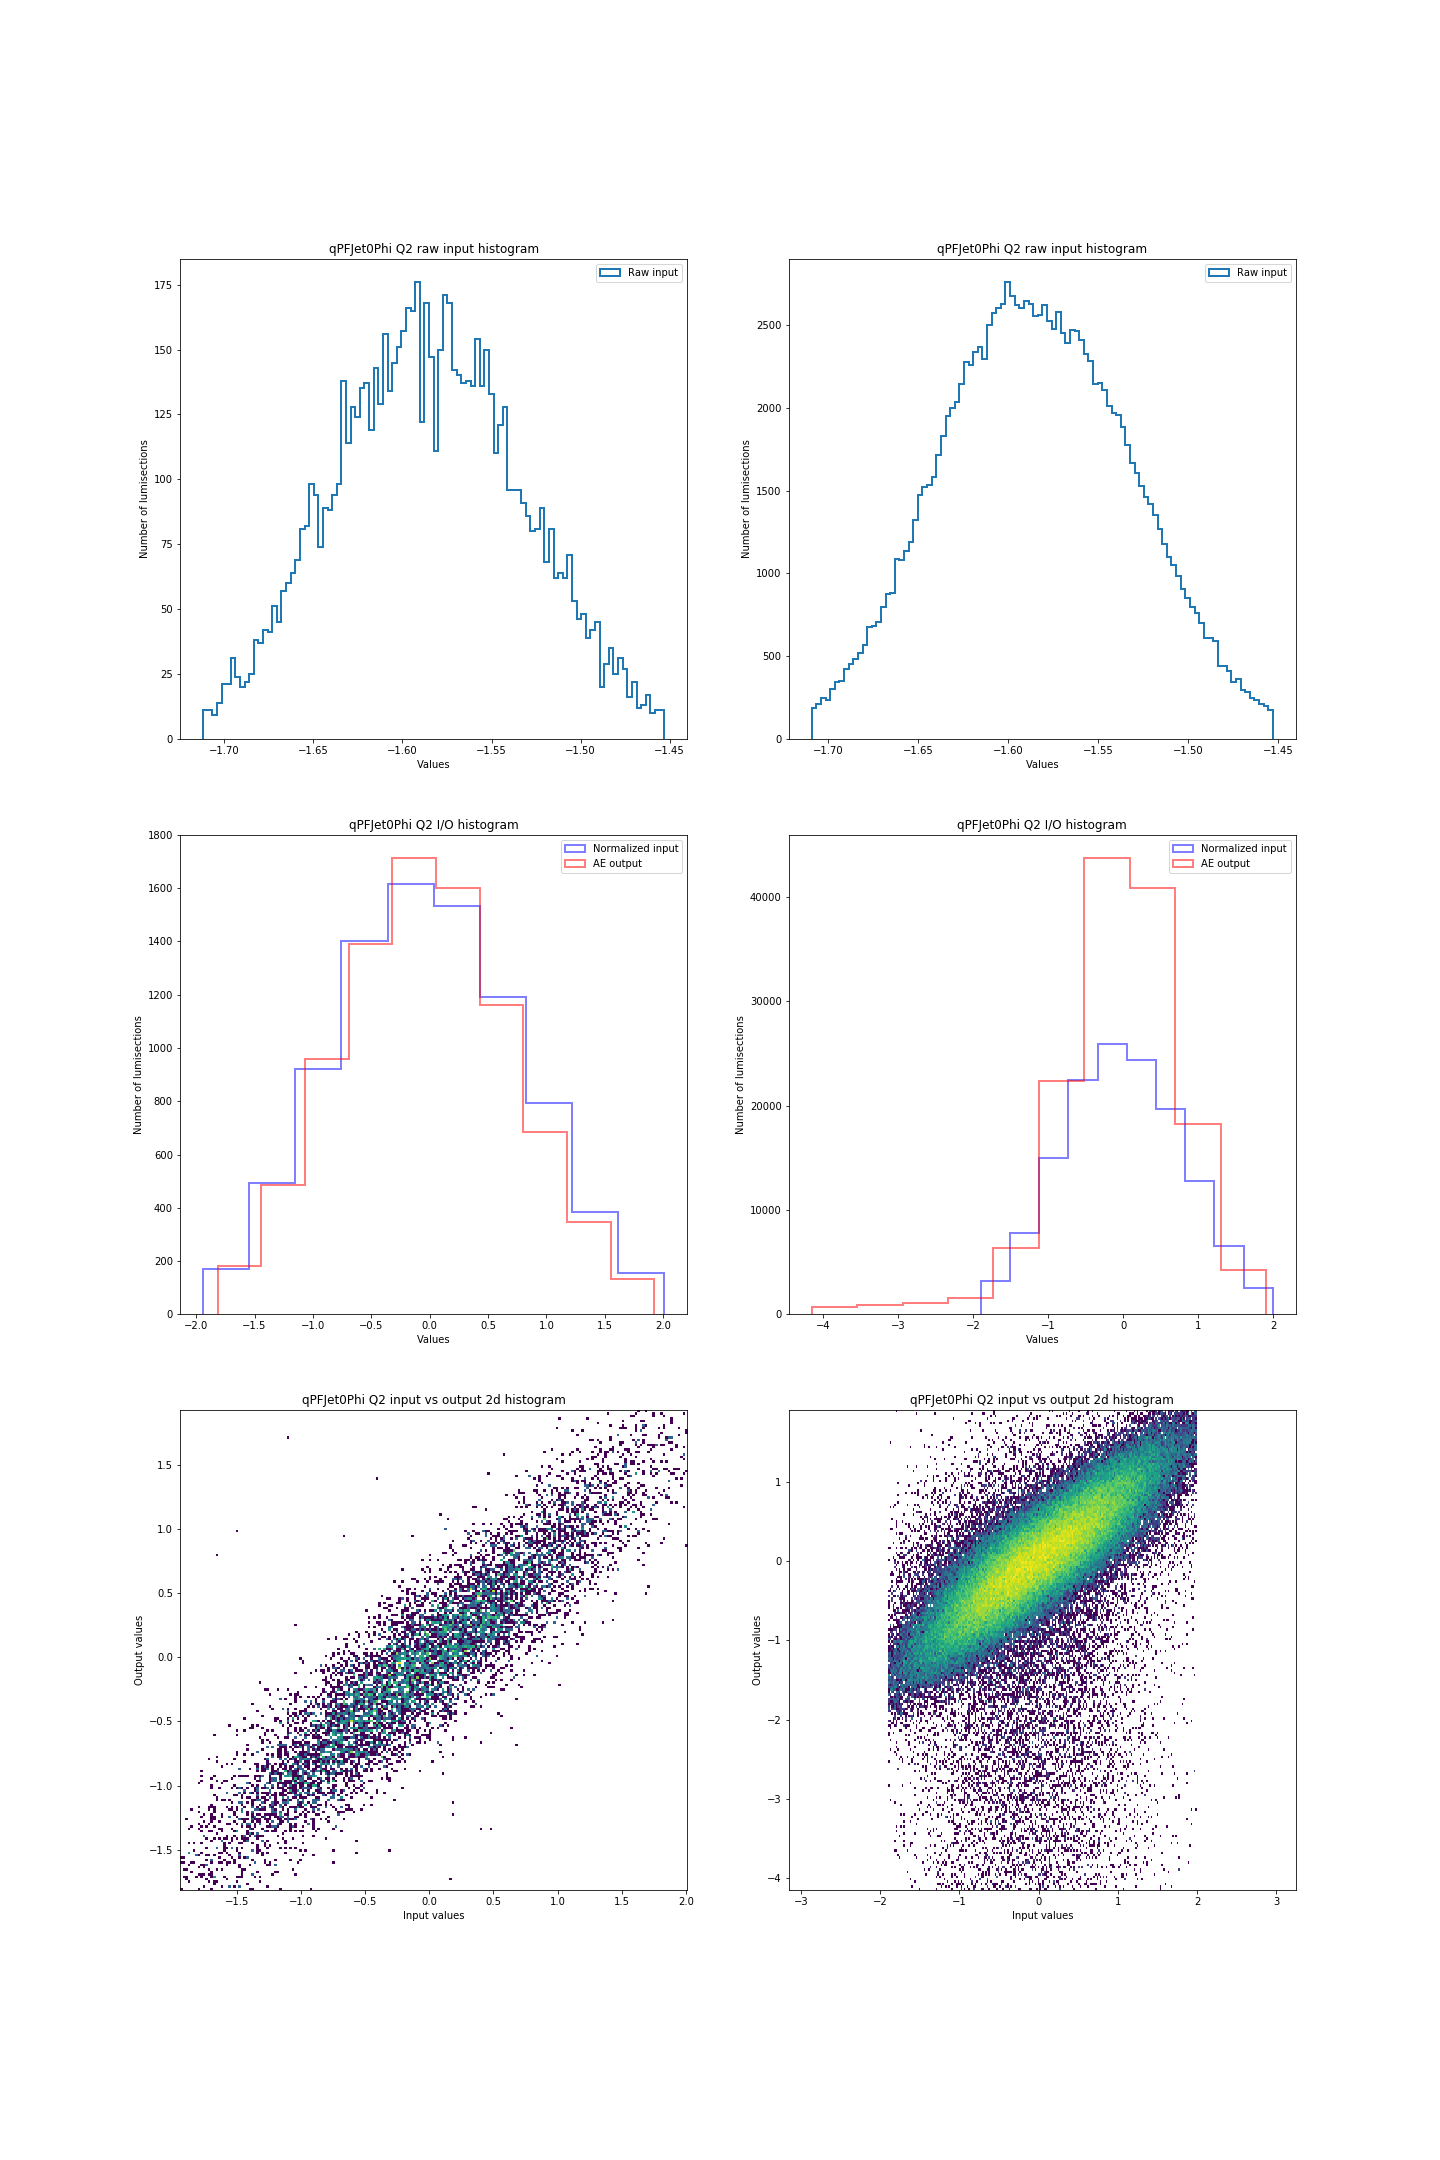 qPFJet0Phi Q2 raw input histogram
Raw input
175
150
125
100
75
50
25
0
Number of lumisections
−1.70 −1.65 −1.60 −1.55 −1.50 −1.45
Values
qPFJet0Phi Q2 raw input histogram
Raw input
2500
2000
1500
1000
500
0
Number of lumisections
−1.70 −1.65 −1.60 −1.55 −1.50 −1.45
Values
qPFJet0Phi Q2 I/O histogram
Normalized input
AE output
1800
1600
1400
1200
1000
800
600
400
200
0
Number of lumisections
−2.0 −1.5 −1.0 −0.5 0.0 0.5 1.0 1.5 2.0
Values
qPFJet0Phi Q2 I/O histogram
Normalized input
AE output
40000
30000
20000
10000
0
Number of lumisections
−4 −3 −2 −1 0 1 2
Values
qPFJet0Phi Q2 input vs output 2d histogram
1.5
1.0
0.5
0.0
−0.5
−1.0
−1.5
Output values
−1.5 −1.0 −0.5 0.0 0.5 1.0 1.5 2.0
Input values
qPFJet0Phi Q2 input vs output 2d histogram
1
0
−1
−2
−3
−4
Output values
−3 −2 −1 0 1 2 3
Input values